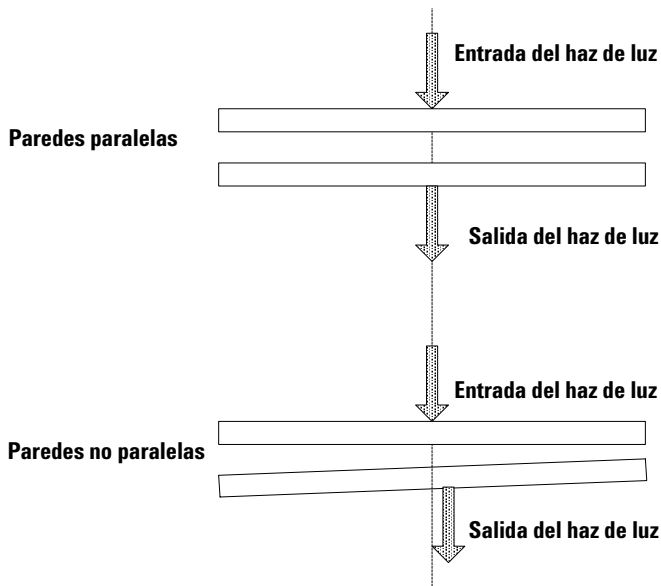 Entrada del haz de luz
Paredes paralelas
Salida del haz de luz
Entrada del haz de luz
Paredes no paralelas
Salida del haz de luz